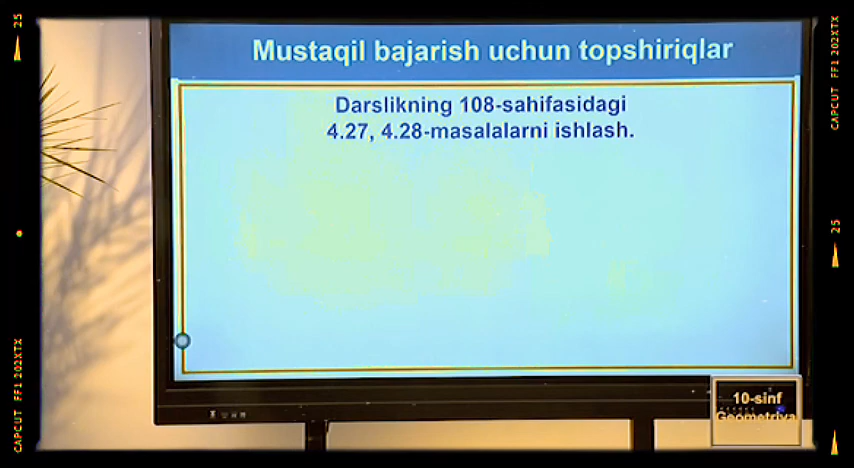 25
Mustaqil bajarish uchun topshiriqlar
Darslikning 108-sahifasidagi
4.27, 4.28-masalalarni ishlash.
10-sinf
Geometriya
CAPCUT FF1 202XTX
CAPCUT FF1 202XTX
25